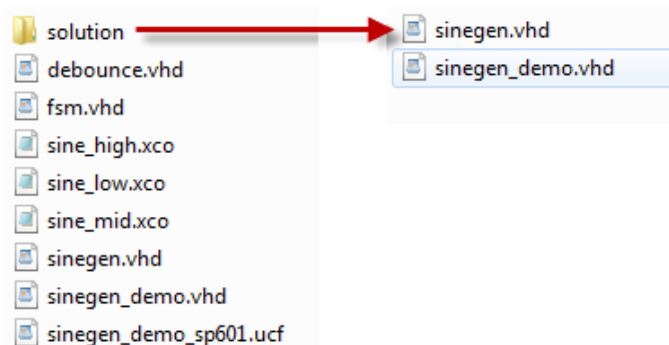 solution
debounce.vhd
fsm.vhd
sine_high.xco
sine_low.xco
sine_mid.xco
sinegen.vhd
sinegen_demo.vhd
sinegen_demo_sp601.ucf
sinegen.vhd
sinegen_demo.vhd